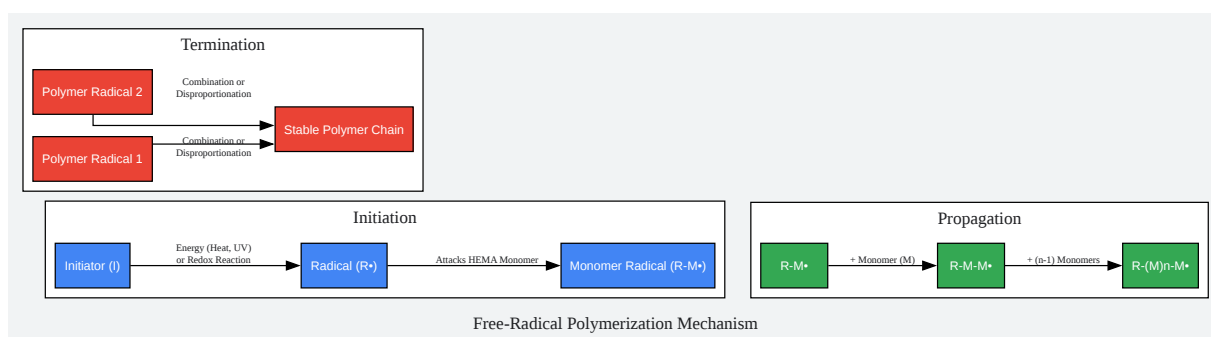 Termination
Polymer Radical 2
Combination or
Disproportionation
Stable Polymer Chain
Polymer Radical 1
Combination or
Disproportionation
Initiation
Initiator (I)
Energy (Heat, UV)
or Redox Reaction
Radical (R•)
Attacks HEMA Monomer
Monomer Radical (R-M•)
Propagation
R-M•
+ Monomer (M)
R-M-M•
+ (n-1) Monomers
R-(M)n-M•
Free-Radical Polymerization Mechanism